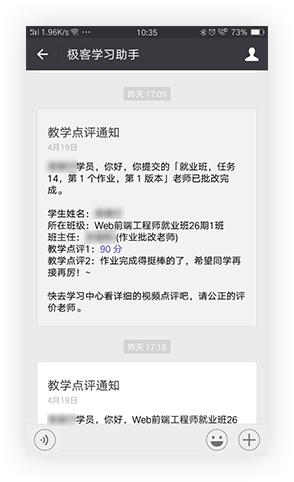 1.96K/s 10:35 73%
极客学习助手
昨天 17:09
教学点评通知
4月19日
学员，你好，你提交的「就业班，任务
14，第 1 个作业，第 1 版本」老师已批改完
成。
学生姓名：
所在班级：Web前端工程师就业班26期1班
班主任： (作业批改老师)
教学点评1：90 分
教学点评2：作业完成得挺棒的了，希望同学再
接再厉！~
快去学习中心看详细的视频点评吧，请公正的评
价老师。
昨天 17:18
教学点评通知
4月19日
学员，你好，Web前端工程师就业班26